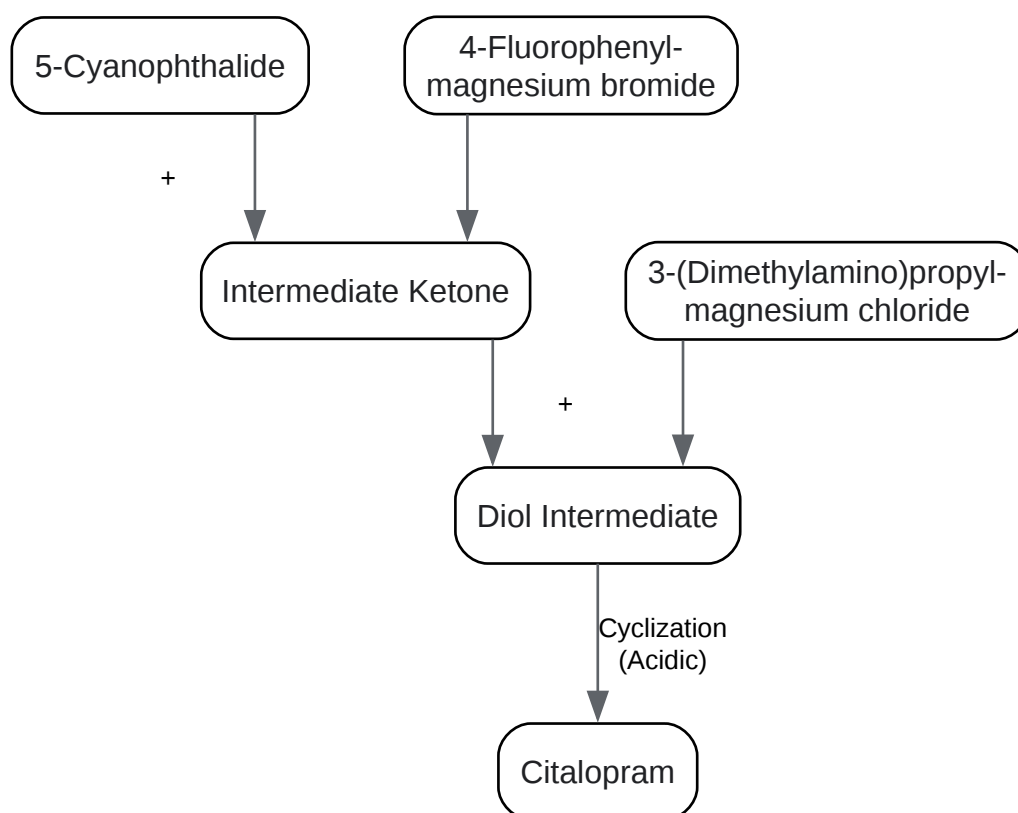 5-Cyanophthalide
4-Fluorophenyl-
magnesium bromide
+
Intermediate Ketone
3-(Dimethylamino)propyl-
magnesium chloride
+
Diol Intermediate
Cyclization
(Acidic)
Citalopram